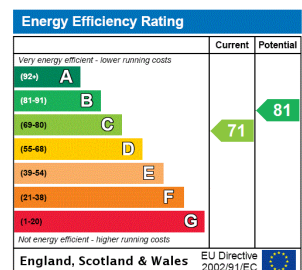 Energy Efficiency Rating
Current Potential
Very energy efficient - lower running costs
(92+) A
(81-91) B
81
(69-80) C
71
(55-68) D
(39-54) E
(21-38) F
(1-20) G
Not energy efficient - higher running costs
England, Scotland & Wales
EU Directive
2002/91/EC